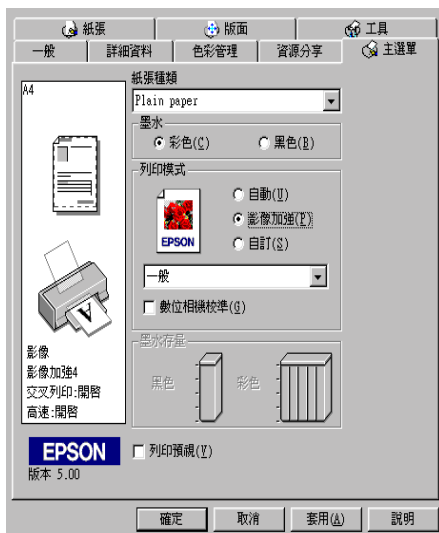 紙張 版面 工具
一般 詳細資料 色彩管理 資源分享 主選單
A4
紙張種類
Plain paper
墨水
彩色(C) 黑色(B)
列印模式
自動(U)
影像加強(P)
自訂(S)
EPSON
一般
數位相機校準(G)
墨水存量
黑色 彩色
A
影像
影像加強4
交叉列印:開啓
高速:開啓
EPSON
版本 5.00
列印預視(V)
確定 取消 套用(A) 說明